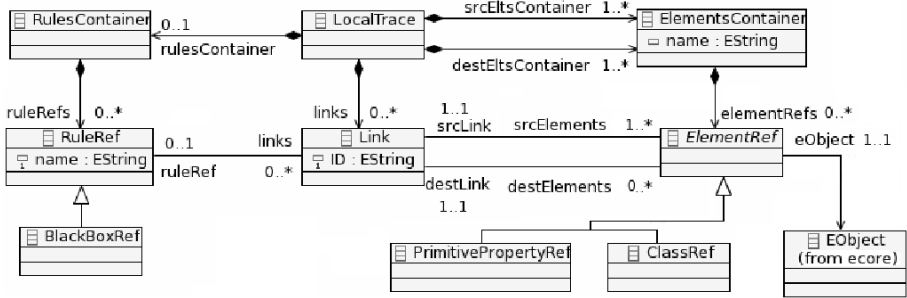 RulesContainer
0..1
rulesContainer
LocalTrace
srcEltsContainer 1..*
destEltsContainer 1..*
ElementsContainer
name : EString
ruleRefs 0..*
links 0..*
elementRefs 0..*
RuleRef
name : EString
0..1
ruleRef
links
0..*
Link
ID : EString
1..1
srcLink
srcElements 1..*
destLink
1..1
destElements 0..*
ElementRef
eObject 1..1
BlackBoxRef
PrimitivePropertyRef
ClassRef
EObject
(from ecore)